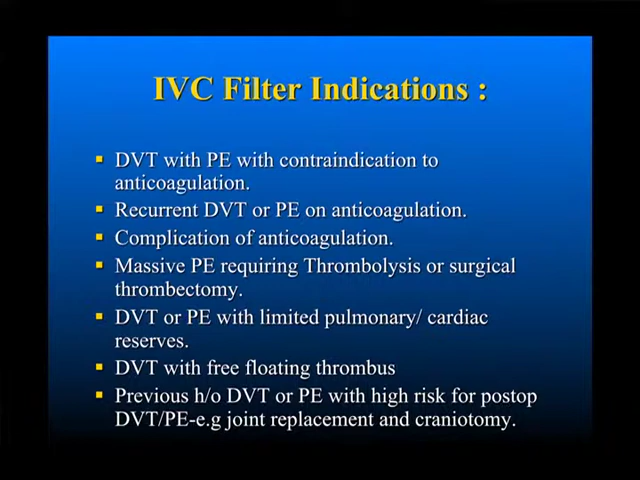 IVC Filter Indications :
DVT with PE with contraindication to
anticoagulation.
Recurrent DVT or PE on anticoagulation.
Complication of anticoagulation.
Massive PE requiring Thrombolysis or surgical
thrombectomy.
DVT or PE with limited pulmonary/ cardiac
reserves.
DVT with free floating thrombus
Previous h/o DVT or PE with high risk for postop
DVT/PE-e.g joint replacement and craniotomy.